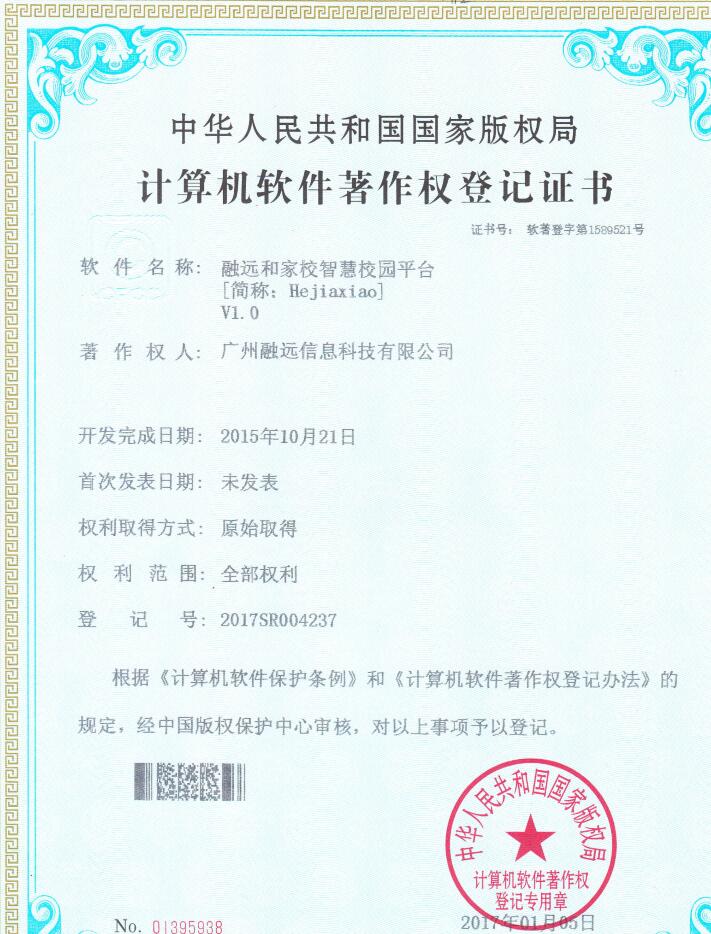 中华人民共和国国家版权局
计算机软件著作权登记证书
证书号： 软著登字第1589521号
软 件 名 称： 融远和家校智慧校园平台
[简称：Hejiaxiao]
V1.0
著 作 权 人： 广州融远信息科技有限公司
开发完成日期： 2015年10月21日
首次发表日期： 未发表
权利取得方式： 原始取得
权 利 范 围： 全部权利
登 记 号： 2017SR004237
根据《计算机软件保护条例》和《计算机软件著作权登记办法》的
规定，经中国版权保护中心审核，对以上事项予以登记。
中华人民共和国国家版权局
计算机软件著作权
登记专用章
No. 01395938
2017年01月05日